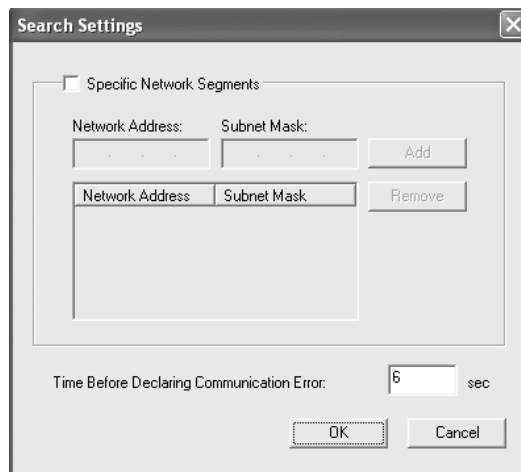 Search Settings
Specific Network Segments
Network Address: Subnet Mask:
. . . . . . Add
Network Address Subnet Mask Remove
Time Before Declaring Communication Error: 6 sec
OK Cancel